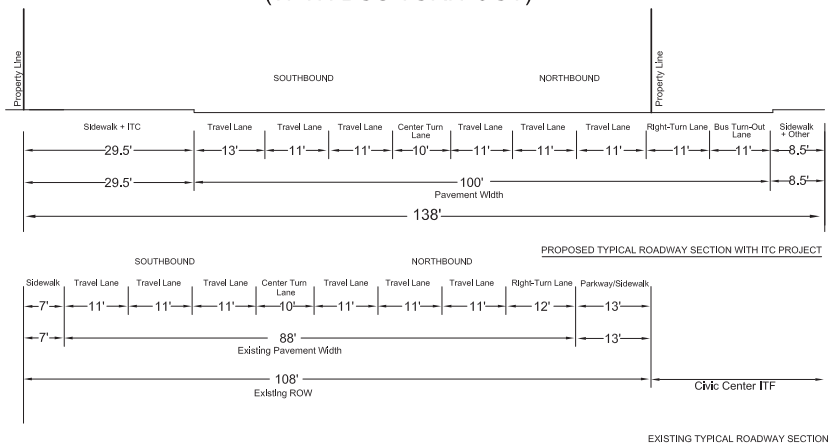 Property Line
Property Line
SOUTHBOUND
NORTHBOUND
Sidewalk + ITC
Travel Lane
Travel Lane
Travel Lane
Center Turn
Lane
Travel Lane
Travel Lane
Travel Lane
Right-Turn Lane
Bus Turn-Out
Lane
Sidewalk
+ Other
29.5' 13' 11' 11' 10' 11' 11' 11' 11' 11' 8.5'
29.5' 100' 8.5'
Pavement Width
138'
PROPOSED TYPICAL ROADWAY SECTION WITH ITC PROJECT
SOUTHBOUND
NORTHBOUND
Sidewalk
Travel Lane
Travel Lane
Travel Lane
Center Turn
Lane
Travel Lane
Travel Lane
Travel Lane
Right-Turn Lane
Parkway/Sidewalk
7' 11' 11' 11' 10' 11' 11' 11' 12' 13'
7' 88' 13'
Existing Pavement Width
108'
Existing ROW
Civic Center ITF
EXISTING TYPICAL ROADWAY SECTION